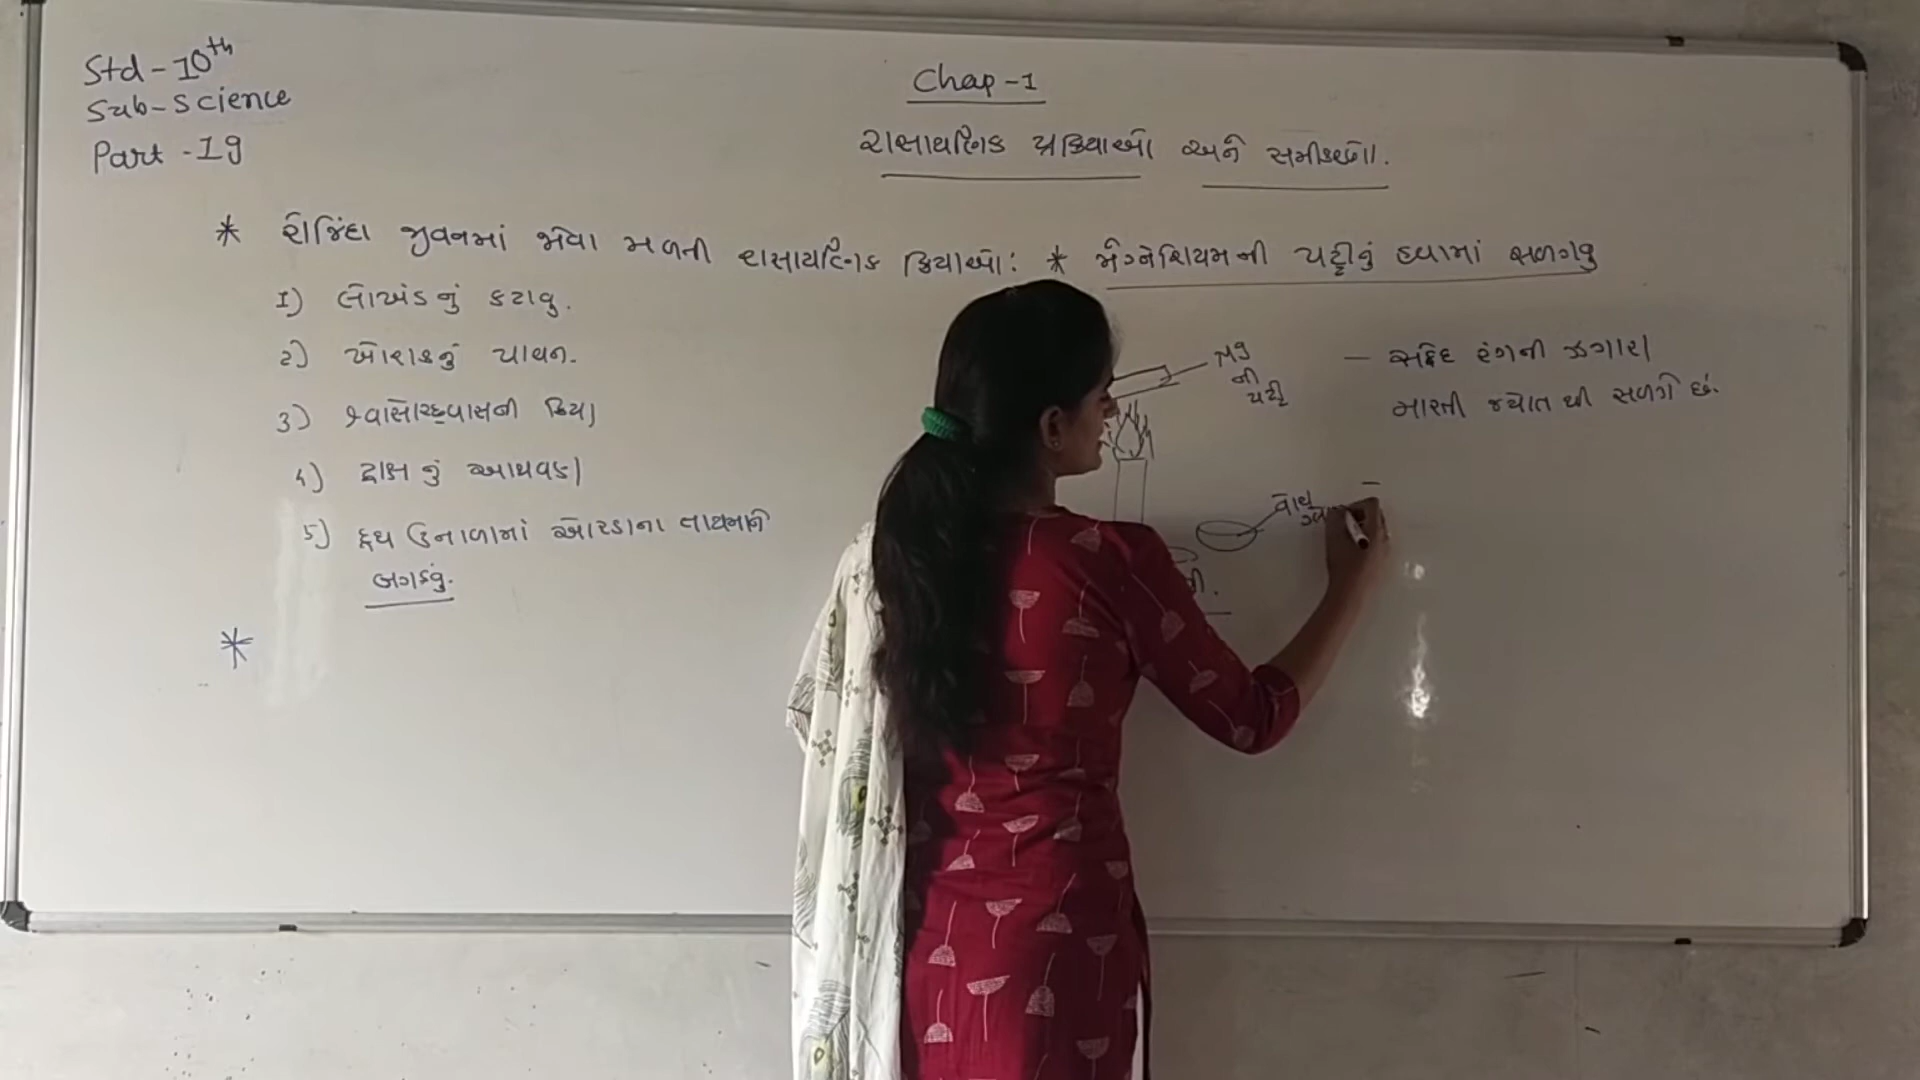 Std - 10th
Sub - Science
Part - 19
Chap - 1
રાસાયણિક પ્રક્રિયાઓ અને સમીકરણો.
* રોજિંદા જીવનમાં જોવા મળતી રાસાયણિક ક્રિયાઓ:
1) લોખંડનું કટાવુ.
2) ખોરાકનું પાચન.
3) શ્વાસોચ્છવાસની ક્રિયા
4) દ્રાક્ષ નું આથવણ
5) દૂધ ઉનાળામાં ઓરડાના તાપમાને
બગડવું.
*
* મેગ્નેશિયમની પટ્ટીનું હવામાં સળગવુ
Mg
ની
પટ્ટી
વોચ
— સફેદ રંગની ઝગારા
મારતી જ્યોત થી સળગે છે.
—